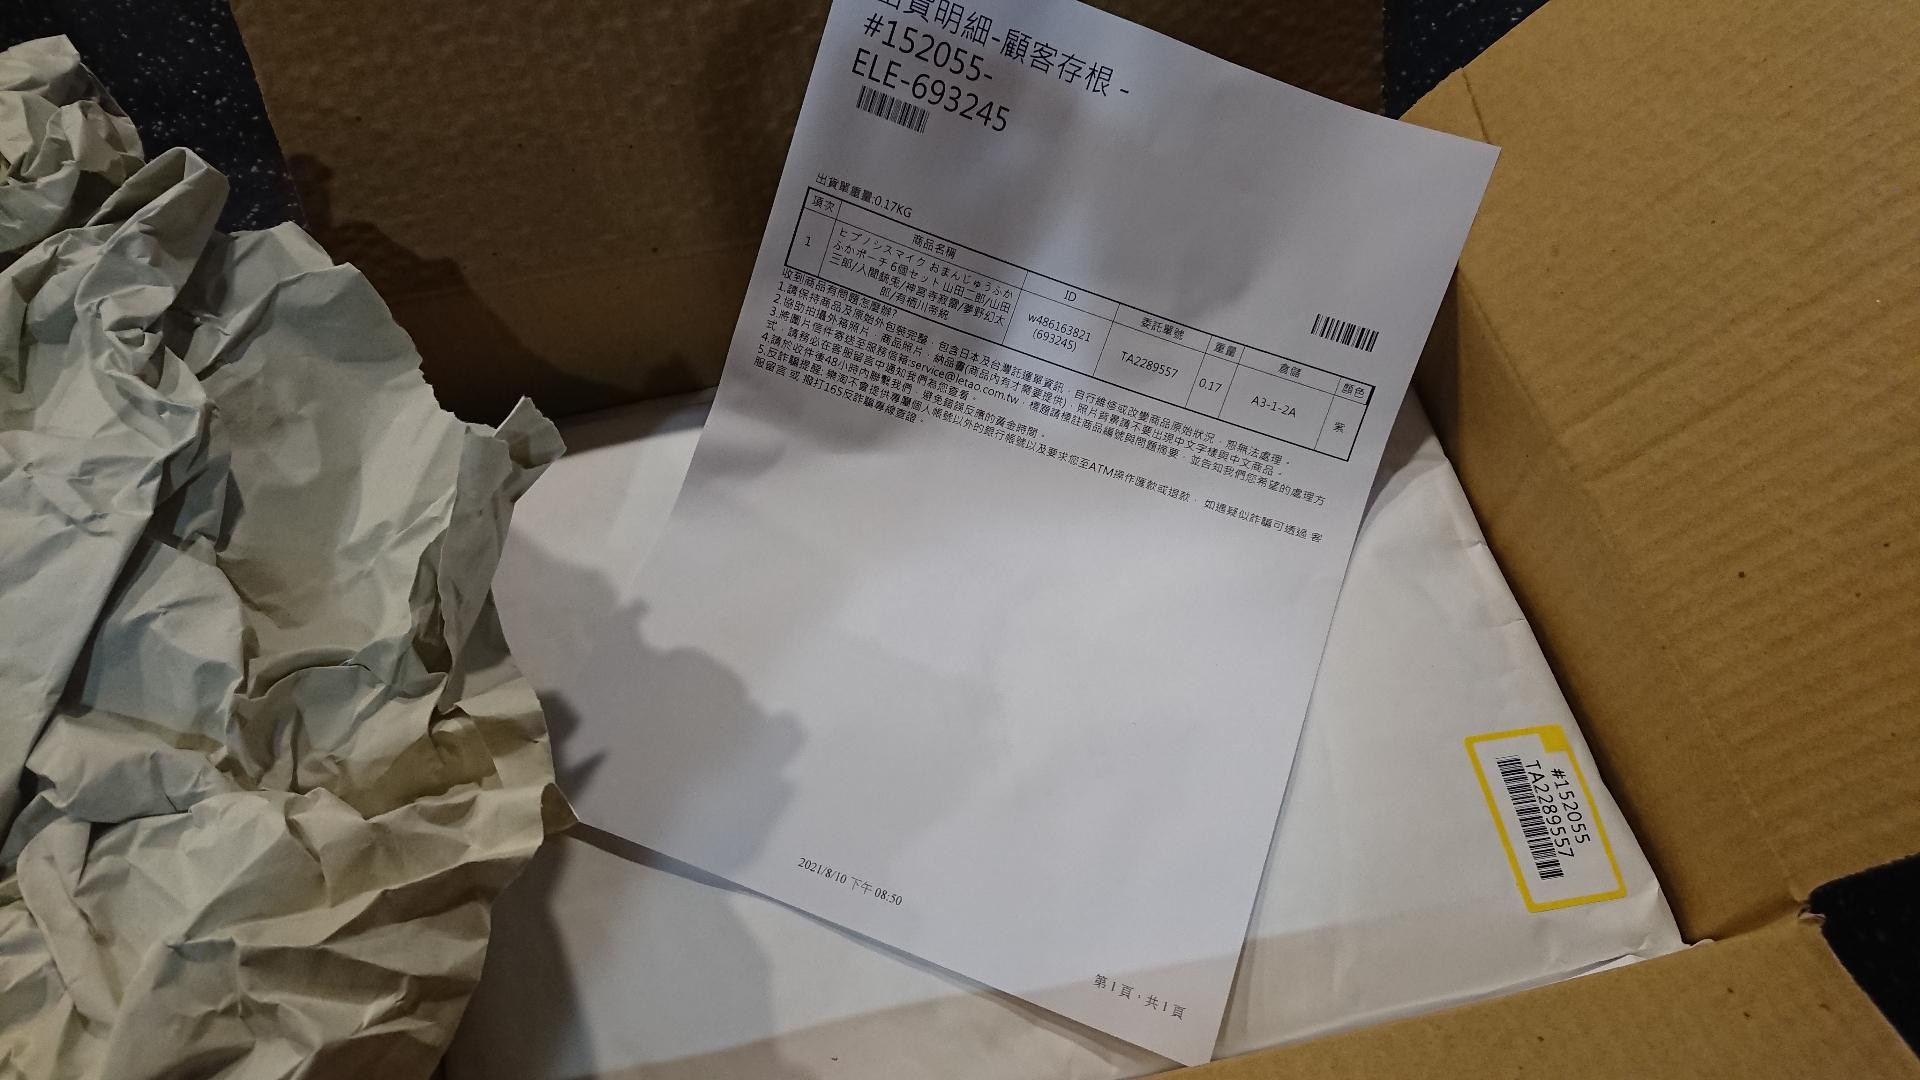 出貨明細-顧客存根 -
#152055-
ELE-693245
出貨單重量:0.17KG
項次
商品名稱
ID
委託單號
重量
倉儲
顏色
1
ヒプノシスマイク おまんじゅうふか
ふかポーチ 6個セット 山田二郎/山田
三郎/入間銃兎/神宮寺寂雷/夢野幻太
郎/有栖川帝統
w486163821
(693245)
TA2289557
0.17
A3-1-2A
紫
收到商品有問題怎麼辦?
1.請保持商品及原始外包裝完整，包含日本及台灣託運單資訊，自行維修或改變商品原始狀況，恕無法處理。
2.協助拍攝外箱照片，商品照片，納品書(商品內有才需要提供)，照片背景請不要出現中文字樣與中文商品。
3.將圖片信件寄送至服務信箱:service@letao.com.tw，標題請標註商品編號與問題摘要，並告知我們您希望的處理方
式，請務必在客服留言中通知我們為您查看。
4.請於收件後48小時內聯繫我們，避免錯誤反應的黃金時間。
5.反詐騙提醒:樂淘不會提供專屬個人帳號以外的銀行帳號以及要求您至ATM操作匯款或退款，如遇疑似詐騙可透過 客
服留言 或 撥打165反詐騙專線查證。
2021/8/10 下午 08:50
第 1 頁，共 1 頁
#152055
TA2289557